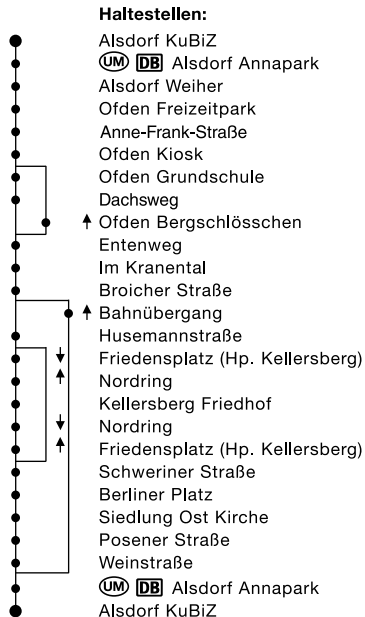 Haltestellen:
Alsdorf KuBiZ
UM DB Alsdorf Annapark
Alsdorf Weiher
Ofden Freizeitpark
Anne-Frank-Straße
Ofden Kiosk
Ofden Grundschule
Dachsweg
Ofden Bergschlösschen
Entenweg
Im Kranental
Broicher Straße
Bahnübergang
Husemannstraße
Friedensplatz (Hp. Kellersberg)
Nordring
Kellersberg Friedhof
Nordring
Friedensplatz (Hp. Kellersberg)
Schweriner Straße
Berliner Platz
Siedlung Ost Kirche
Posener Straße
Weinstraße
UM DB Alsdorf Annapark
Alsdorf KuBiZ